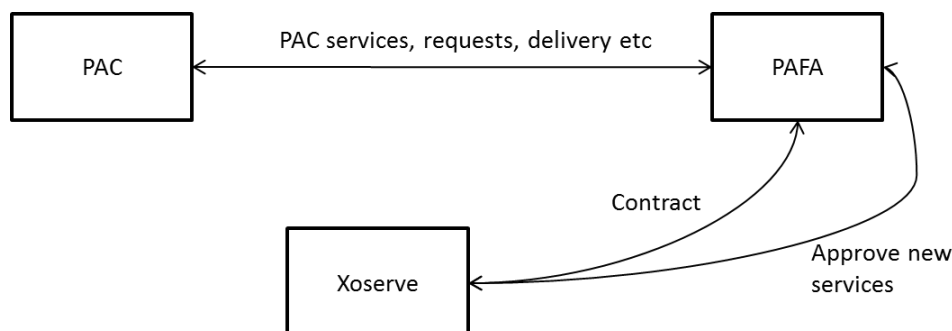 PAC services, requests, delivery etc
PAC
PAFA
Contract
Approve new
services
Xoserve